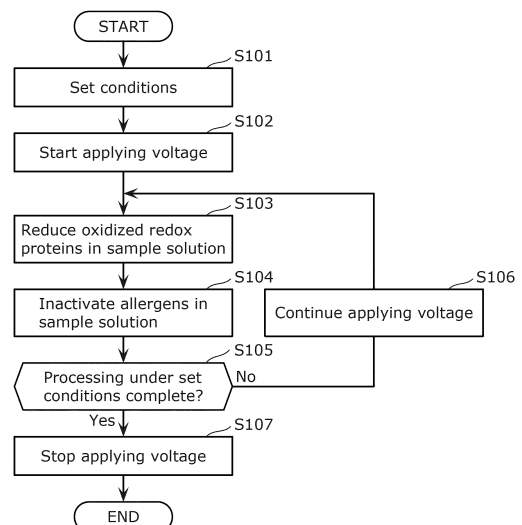 START
S101
Set conditions
S102
Start applying voltage
S103
Reduce oxidized redox
proteins in sample solution
S104
Inactivate allergens in
sample solution
S106
Continue applying voltage
S105
Processing under set
conditions complete?
No
Yes
S107
Stop applying voltage
END